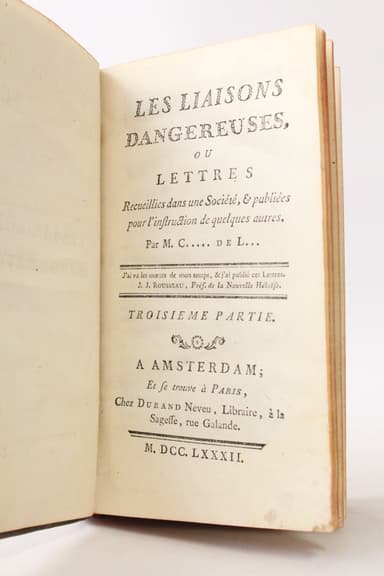 LES LIAISONS
DANGEREUSES,
OU
LETTRES
Recueillies dans une Société, & publiées
pour l'instruction de quelques autres.
Par M. C..... DE L...
J'ai vu les mœurs de mon temps, & j'ai publié ces Lettres.
J. J. ROUSSEAU, Préf. de la Nouvelle Héloïse.
TROISIEME PARTIE.
A AMSTERDAM;
Et se trouve à PARIS,
Chez DURAND Neveu, Libraire, à la
Sagesse, rue Galande.
M. DCC. LXXXII.